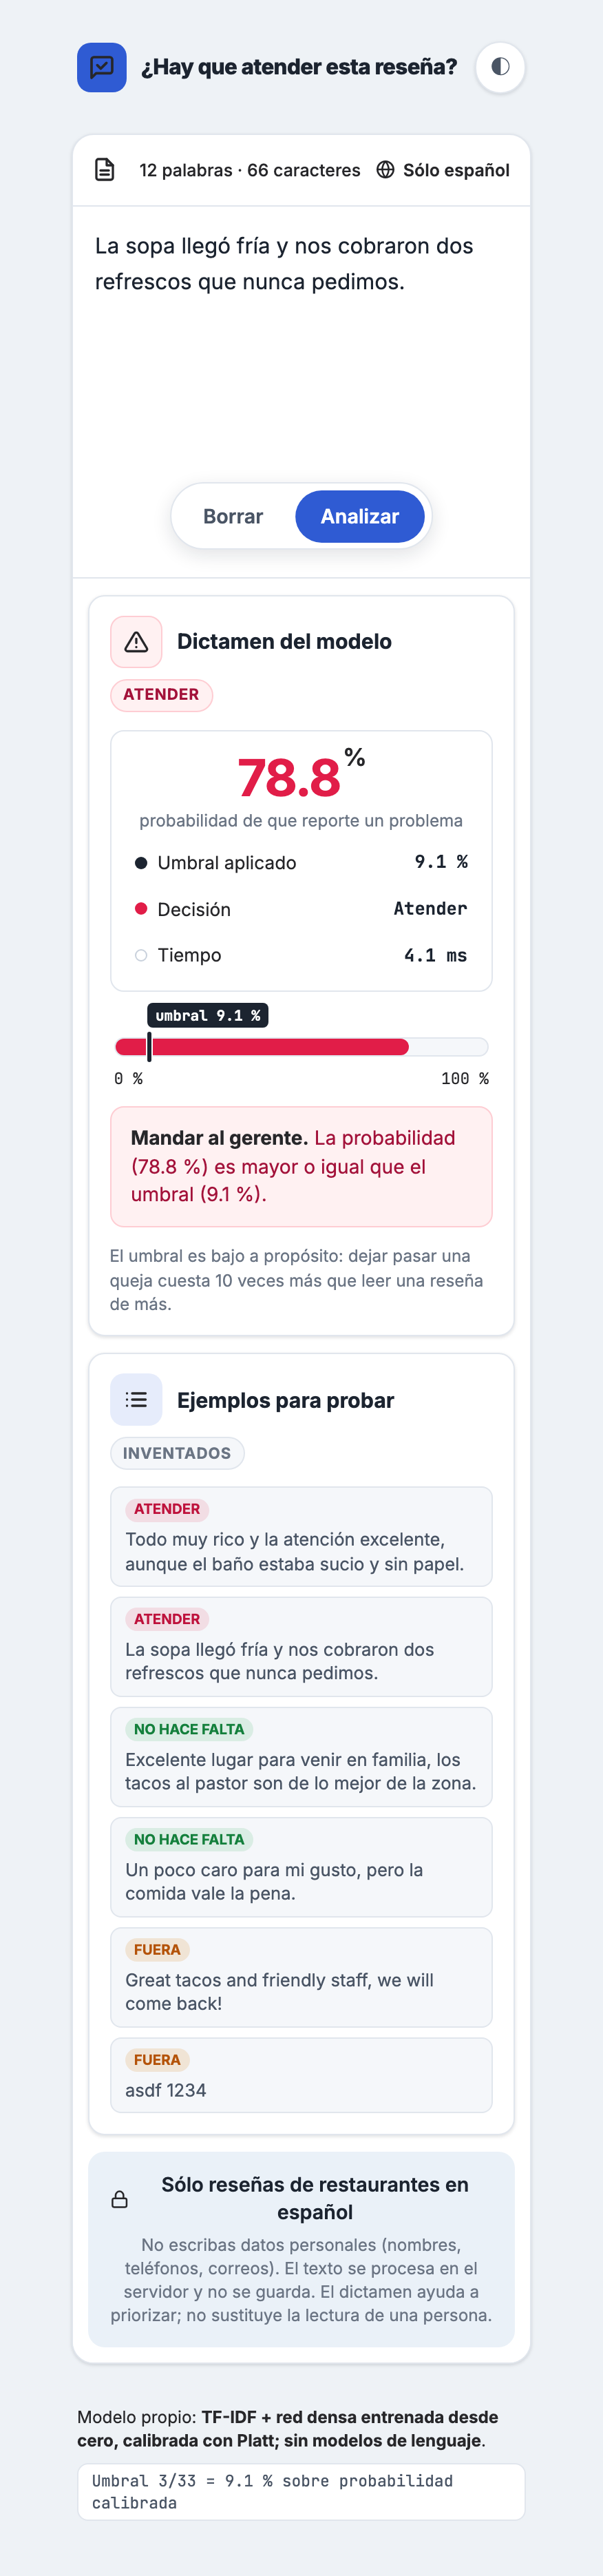 ¿Hay que atender esta reseña?
12 palabras · 66 caracteres
Sólo español
La sopa llegó fría y nos cobraron dos
refrescos que nunca pedimos.
Borrar
Analizar
Dictamen del modelo
ATENDER
78.8 %
probabilidad de que reporte un problema
Umbral aplicado 9.1 %
Decisión Atender
Tiempo 4.1 ms
umbral 9.1 %
0 % 100 %
Mandar al gerente. La probabilidad
(78.8 %) es mayor o igual que el
umbral (9.1 %).
El umbral es bajo a propósito: dejar pasar una
queja cuesta 10 veces más que leer una reseña
de más.
Ejemplos para probar
INVENTADOS
ATENDER
Todo muy rico y la atención excelente,
aunque el baño estaba sucio y sin papel.
ATENDER
La sopa llegó fría y nos cobraron dos
refrescos que nunca pedimos.
NO HACE FALTA
Excelente lugar para venir en familia, los
tacos al pastor son de lo mejor de la zona.
NO HACE FALTA
Un poco caro para mi gusto, pero la
comida vale la pena.
FUERA
Great tacos and friendly staff, we will
come back!
FUERA
asdf 1234
Sólo reseñas de restaurantes en
español
No escribas datos personales (nombres,
teléfonos, correos). El texto se procesa en el
servidor y no se guarda. El dictamen ayuda a
priorizar; no sustituye la lectura de una persona.
Modelo propio: TF-IDF + red densa entrenada desde
cero, calibrada con Platt; sin modelos de lenguaje.
Umbral 3/33 = 9.1 % sobre probabilidad
calibrada